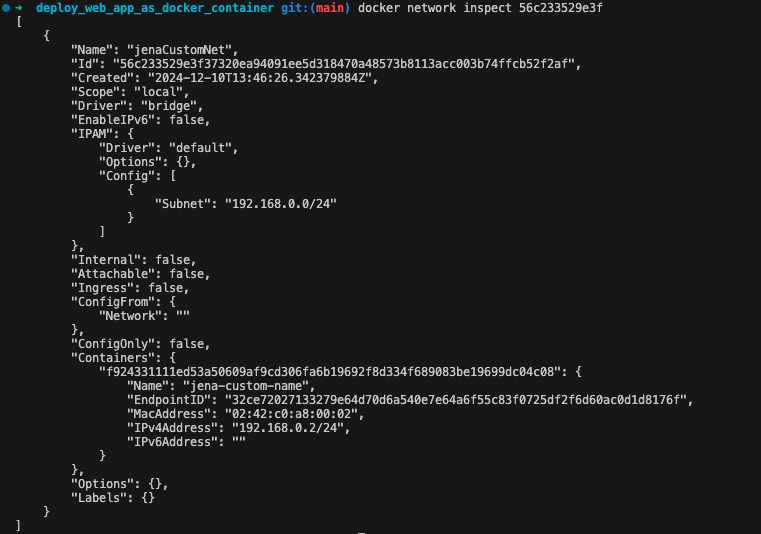 ➜ deploy_web_app_as_docker_container git:(main) docker network inspect 56c233529e3f
[
    {
        "Name": "jenaCustomNet",
        "Id": "56c233529e3f37320ea94091ee5d318470a48573b8113acc003b74ffcb52f2af",
        "Created": "2024-12-10T13:46:26.342379884Z",
        "Scope": "local",
        "Driver": "bridge",
        "EnableIPv6": false,
        "IPAM": {
            "Driver": "default",
            "Options": {},
            "Config": [
                {
                    "Subnet": "192.168.0.0/24"
                }
            ]
        },
        "Internal": false,
        "Attachable": false,
        "Ingress": false,
        "ConfigFrom": {
            "Network": ""
        },
        "ConfigOnly": false,
        "Containers": {
            "f924331111ed53a50609af9cd306fa6b19692f8d334f689083be19699dc04c08": {
                "Name": "jena-custom-name",
                "EndpointID": "32ce72027133279e64d70d6a540e7e64a6f55c83f0725df2f6d60ac0d1d8176f",
                "MacAddress": "02:42:c0:a8:00:02",
                "IPv4Address": "192.168.0.2/24",
                "IPv6Address": ""
            }
        },
        "Options": {},
        "Labels": {}
    }
]